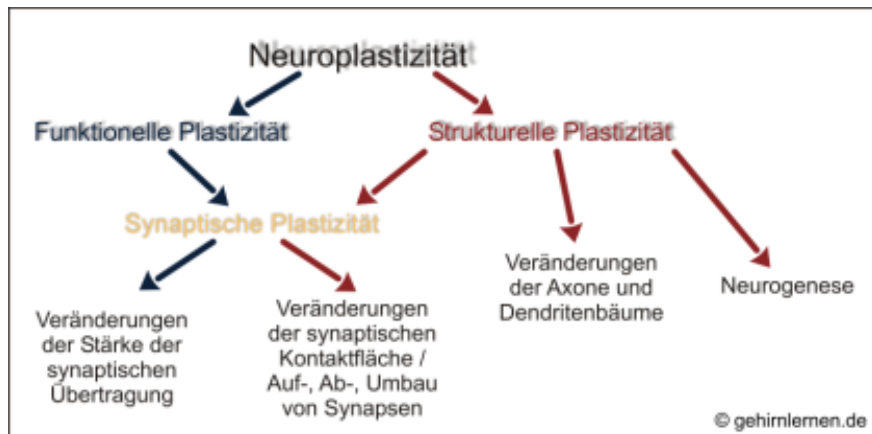 Neuroplastizität
Funktionelle Plastizität
Strukturelle Plastizität
Synaptische Plastizität
Veränderungen
der Stärke der
synaptischen
Übertragung
Veränderungen
der synaptischen
Kontaktfläche /
Auf-, Ab-, Umbau
von Synapsen
Veränderungen
der Axone und
Dendritenbäume
Neurogenese
© gehirnlernen.de